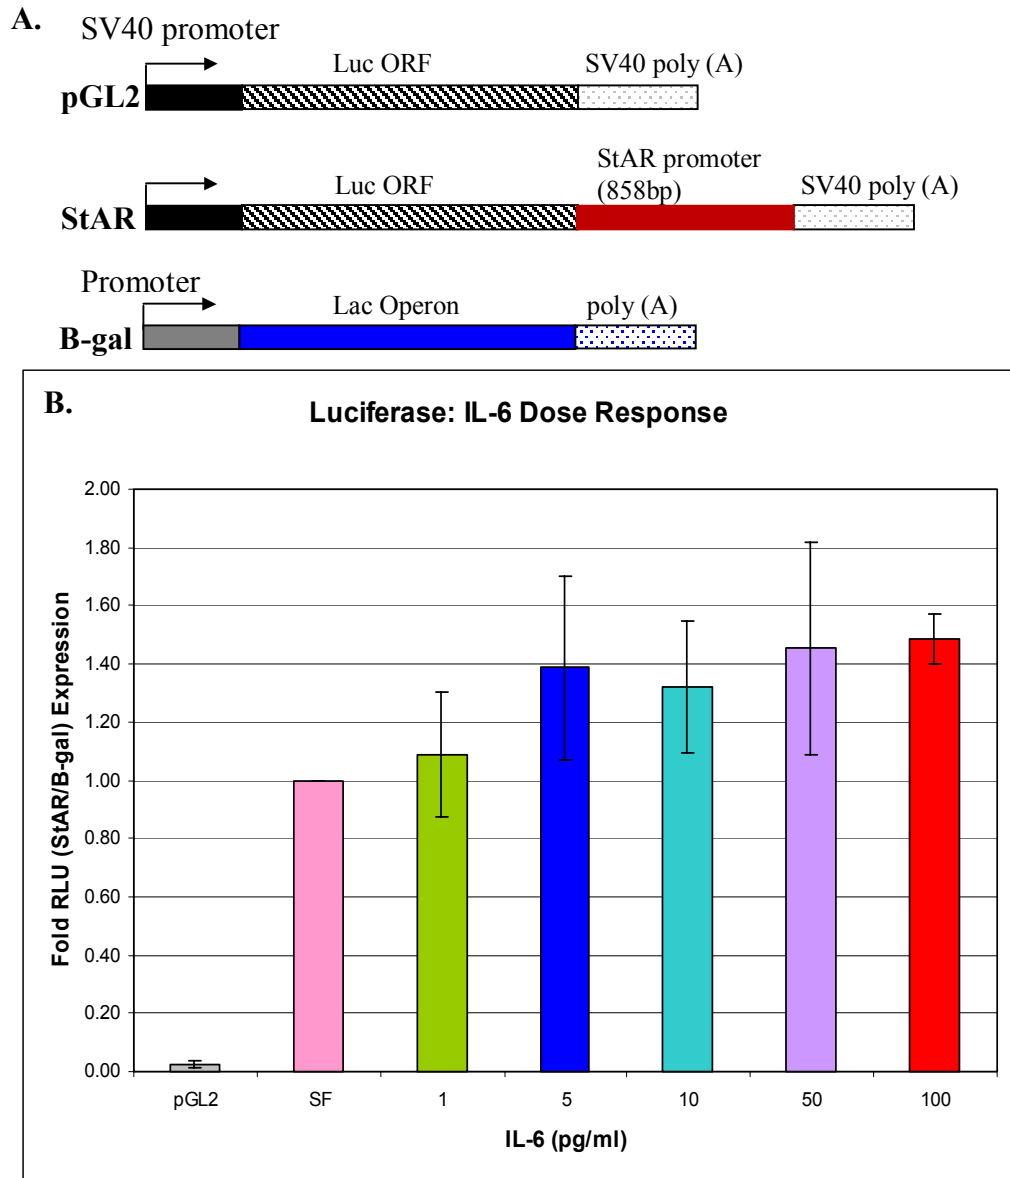 A.
SV40 promoter
Luc ORF
SV40 poly (A)
pGL2
StAR promoter
(858bp)
Luc ORF
SV40 poly (A)
StAR
Promoter
Lac Operon
poly (A)
B-gal
B.
Luciferase: IL-6 Dose Response
2.00
1.80
1.60
1.40
1.20
1.00
0.80
0.60
0.40
0.20
0.00
Fold RLU (StAR/B-gal) Expression
pGL2 SF 1 5 10 50 100
IL-6 (pg/ml)